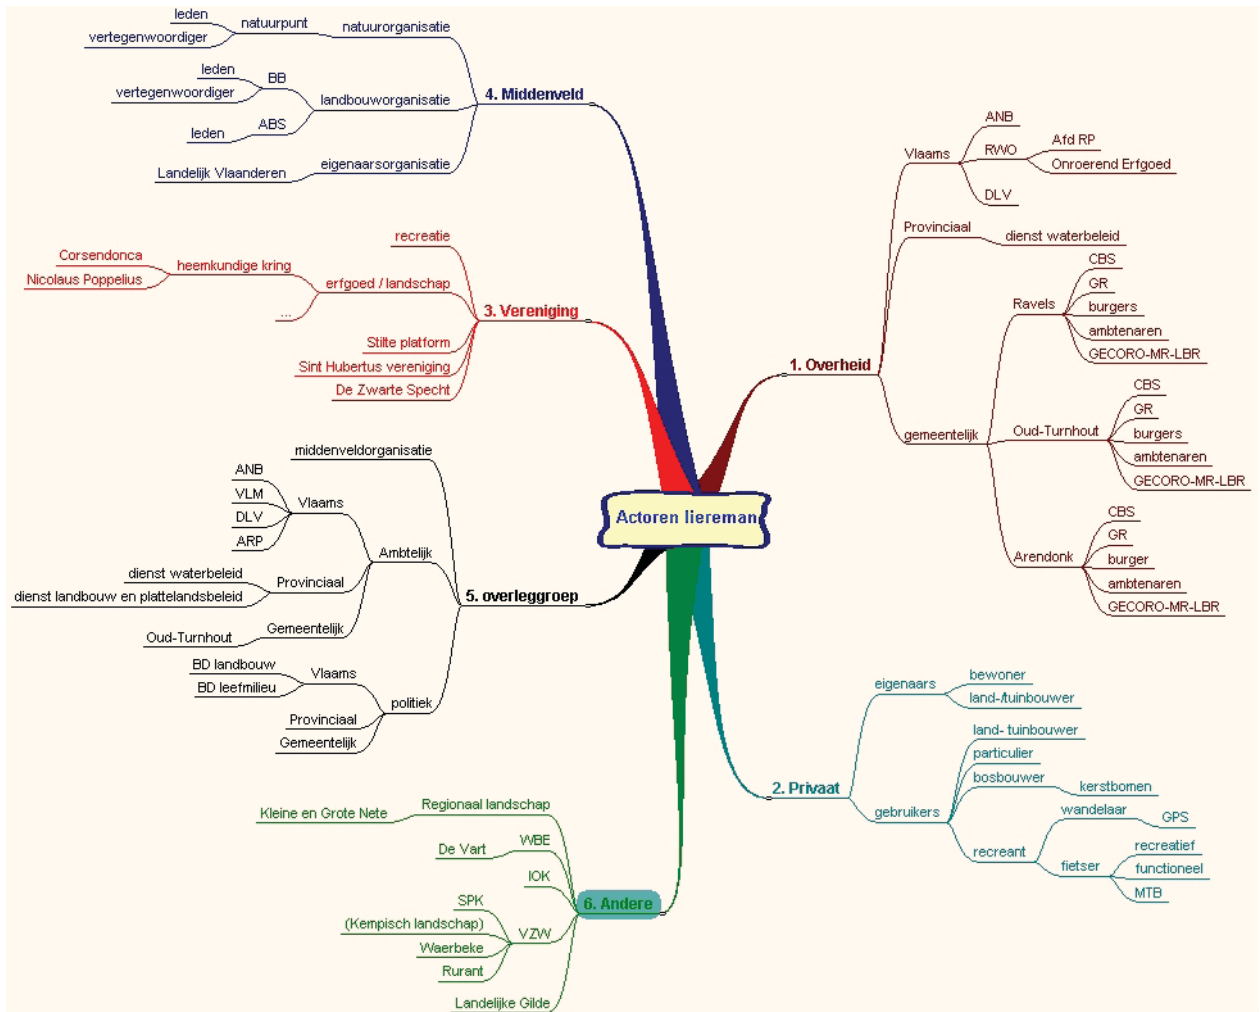 Actoren liereman
1. Overheid
Vlaams
ANB
RWO
Afd RP
Onroerend Erfgoed
DLV
Provinciaal
dienst waterbeleid
gemeentelijk
Ravels
CBS
GR
burgers
ambtenaren
GECORO-MR-LBR
Oud-Turnhout
CBS
GR
burgers
ambtenaren
GECORO-MR-LBR
Arendonk
CBS
GR
burger
ambtenaren
GECORO-MR-LBR
2. Privaat
eigenaars
bewoner
land-/tuinbouwer
gebruikers
land- tuinbouwer
particulier
bosbouwer
kerstbomen
recreant
wandelaar
GPS
fietser
recreatief
functioneel
MTB
3. Vereniging
recreatie
erfgoed / landschap
heemkundige kring
Corsendonca
Nicolaus Poppelius
...
Stilte platform
Sint Hubertus vereniging
De Zwarte Specht
4. Middenveld
natuurorganisatie
natuurpunt
leden
vertegenwoordiger
landbouworganisatie
BB
leden
vertegenwoordiger
ABS
leden
eigenaarsorganisatie
Landelijk Vlaanderen
5. overleggroep
middenveldorganisatie
Ambtelijk
Vlaams
ANB
VLM
DLV
ARP
Provinciaal
dienst waterbeleid
dienst landbouw en plattelandsbeleid
Gemeentelijk
Oud-Turnhout
politiek
Vlaams
BD landbouw
BD leefmilieu
Provinciaal
Gemeentelijk
6. Andere
Regionaal landschap
Kleine en Grote Nete
WBE
De Vart
IOK
VZW
SPK
(Kempisch landschap)
Waerbeke
Rurant
Landelijke Gilde